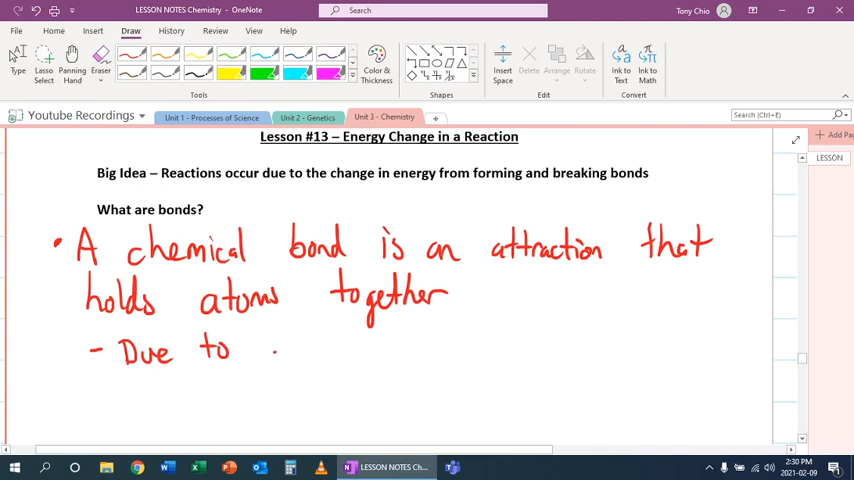 LESSON NOTES Chemistry - OneNote
Search
Tony Chio
File
Home
Insert
Draw
History
Review
View
Help
Type
Lasso Select
Panning Hand
Eraser
Color & Thickness
Insert Space
Delete
Arrange
Rotate
Ink to Text
Ink to Math
Tools
Shapes
Edit
Convert
Youtube Recordings
Unit 1 - Processes of Science
Unit 2 - Genetics
Unit 3 - Chemistry
Search (Ctrl+E)
Add Pag
LESSON
Lesson #13 – Energy Change in a Reaction
Big Idea – Reactions occur due to the change in energy from forming and breaking bonds
What are bonds?
• A chemical bond is an attraction that
holds atoms together
- Due to
LESSON NOTES Ch...
2:30 PM
2021-02-09